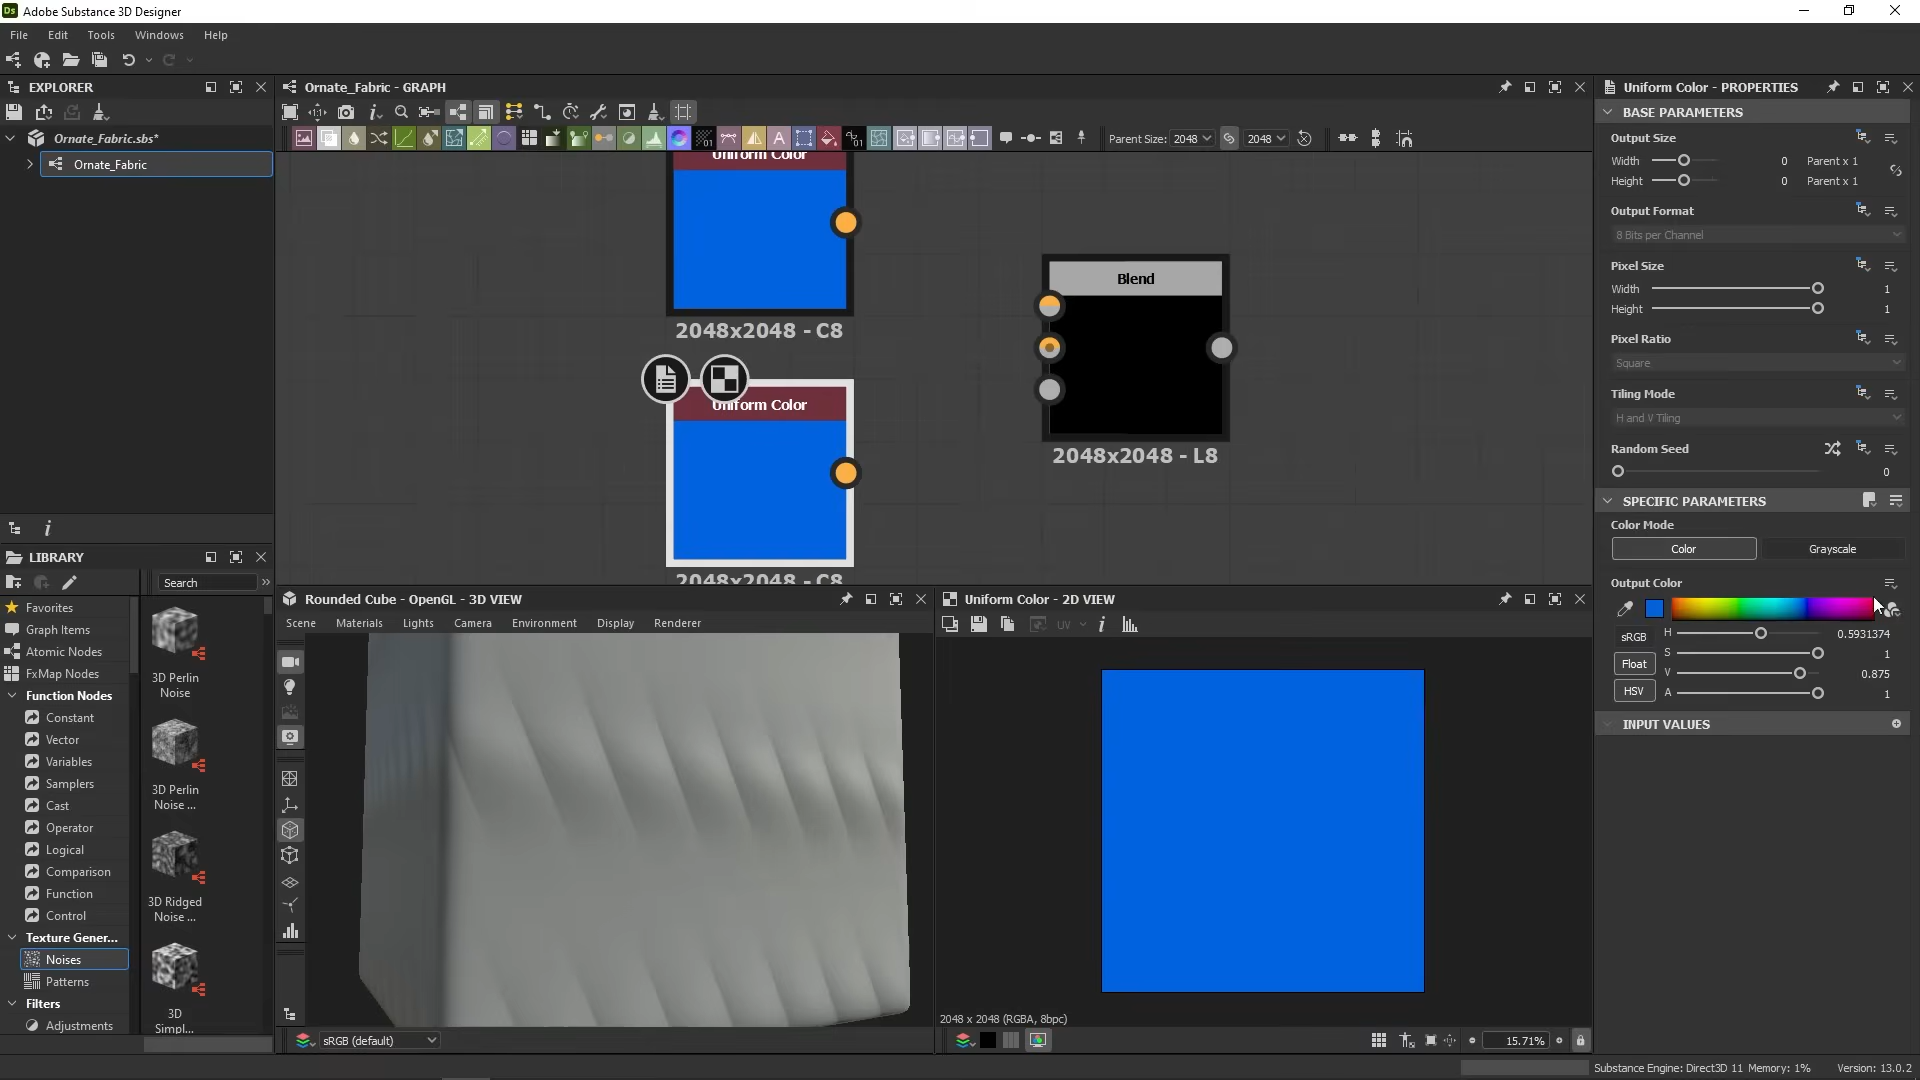 Adobe Substance 3D Designer
File Edit Tools Windows Help
EXPLORER
Ornate_Fabric.sbs*
Ornate_Fabric
Ornate_Fabric - GRAPH
Parent Size: 2048 2048
Uniform Color
2048x2048 - C8
Uniform Color
2048x2048 - C8
Blend
2048x2048 - L8
LIBRARY
Search
Favorites
Graph Items
Atomic Nodes
FxMap Nodes
Function Nodes
Constant
Vector
Variables
Samplers
Cast
Operator
Logical
Comparison
Function
Control
Texture Gener...
Noises
Patterns
Filters
Adjustments
3D Perlin
Noise
3D Perlin
Noise ...
3D Ridged
Noise ...
3D
Simpl...
Rounded Cube - OpenGL - 3D VIEW
Scene Materials Lights Camera Environment Display Renderer
sRGB (default)
Uniform Color - 2D VIEW
UV
2048 x 2048 (RGBA, 8bpc)
15.71%
Uniform Color - PROPERTIES
BASE PARAMETERS
Output Size
Width 0 Parent x 1
Height 0 Parent x 1
Output Format
8 Bits per Channel
Pixel Size
Width 1
Height 1
Pixel Ratio
Square
Tiling Mode
H and V Tiling
Random Seed
0
SPECIFIC PARAMETERS
Color Mode
Color Grayscale
Output Color
sRGB H 0.5931374
S 1
Float
V 0.875
HSV A 1
INPUT VALUES
Substance Engine: Direct3D 11 Memory: 1% Version: 13.0.2